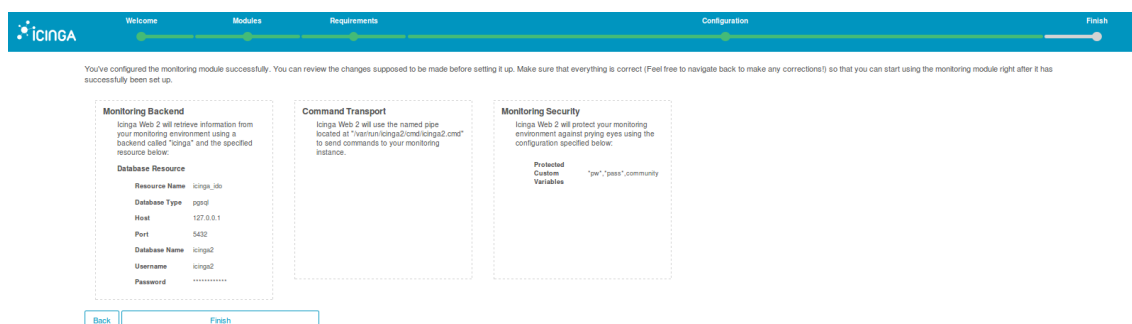 icinga
Welcome
Modules
Requirements
Configuration
Finish
You've configured the monitoring module successfully. You can review the changes supposed to be made before setting it up. Make sure that everything is correct (Feel free to navigate back to make any corrections!) so that you can start using the monitoring module right after it has
successfully been set up.
Monitoring Backend
Icinga Web 2 will retrieve information from
your monitoring environment using a
backend called "icinga" and the specified
resource below:
Database Resource
Resource Name icinga_ido
Database Type pgsql
Host 127.0.0.1
Port 5432
Database Name icinga2
Username icinga2
Password ************
Command Transport
Icinga Web 2 will use the named pipe
located at "/var/run/icinga2/cmd/icinga2.cmd"
to send commands to your monitoring
instance.
Monitoring Security
Icinga Web 2 will protect your monitoring
environment against prying eyes using the
configuration specified below:
Protected
Custom *pw*,*pass*,community
Variables
Back
Finish